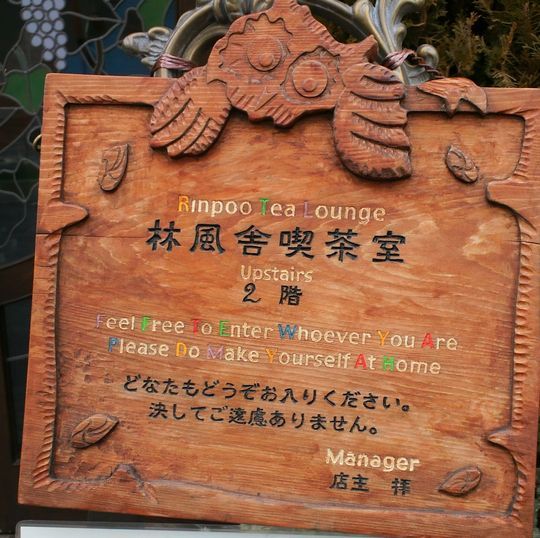 Rinpoo Tea Lounge
林風舎喫茶室
Upstairs
2階
Feel Free To Enter Whoever You Are
Please Do Make Yourself At Home
どなたもどうぞお入りください。
決してご遠慮ありません。
Manager
店主 拝